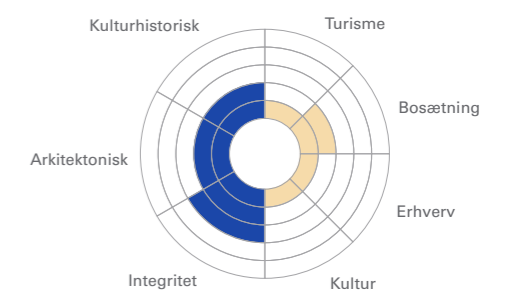 Kulturhistorisk
Turisme
Bosætning
Arkitektonisk
Erhverv
Integritet
Kultur